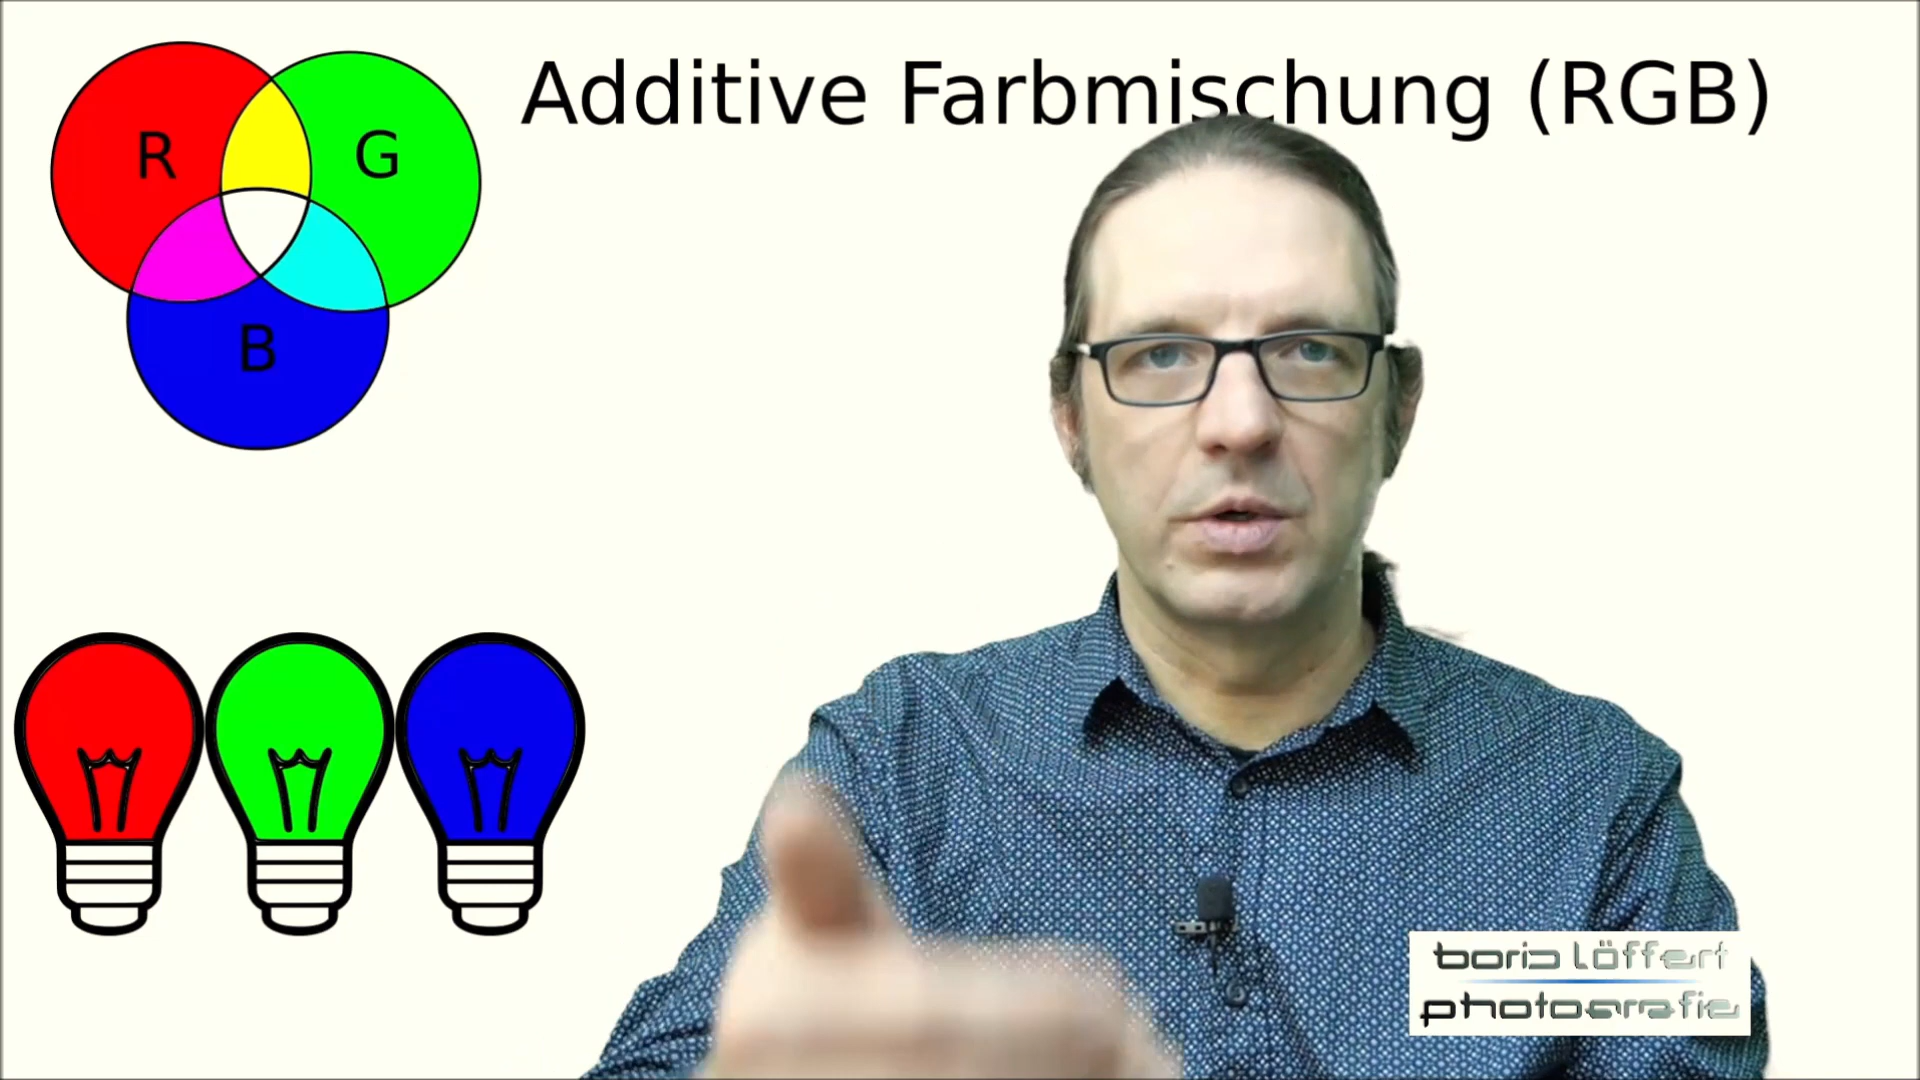 Additive Farbmischung (RGB)
R
G
B
boris löffert
photografie